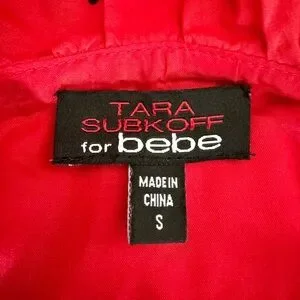 TARA
SUBKOFF
for bebe
MADE IN
CHINA
S